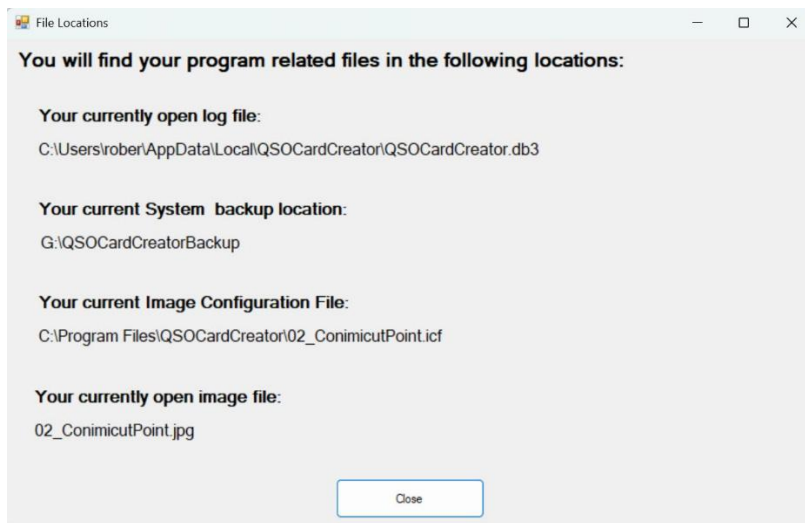 File Locations
You will find your program related files in the following locations:
Your currently open log file:
C:\Users\rober\AppData\Local\QSOCardCreator\QSOCardCreator.db3
Your current System  backup location:
G:\QSOCardCreatorBackup
Your current Image Configuration File:
C:\Program Files\QSOCardCreator\02_ConimicutPoint.icf
Your currently open image file:
02_ConimicutPoint.jpg
Close